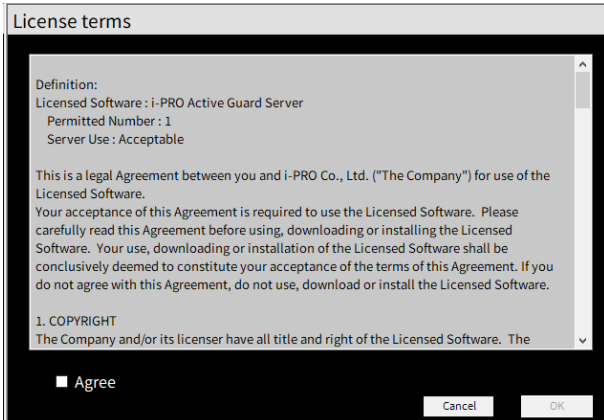 License terms
Definition:
Licensed Software : i-PRO Active Guard Server
Permitted Number : 1
Server Use : Acceptable
This is a legal Agreement between you and i-PRO Co., Ltd. ("The Company") for use of the
Licensed Software.
Your acceptance of this Agreement is required to use the Licensed Software.  Please
carefully read this Agreement before using, downloading or installing the Licensed
Software.  Your use, downloading or installation of the Licensed Software shall be
conclusively deemed to constitute your acceptance of the terms of this Agreement. If you
do not agree with this Agreement, do not use, download or install the Licensed Software.
1. COPYRIGHT
The Company and/or its licenser have all title and right of the Licensed Software.  The
Agree
Cancel
OK